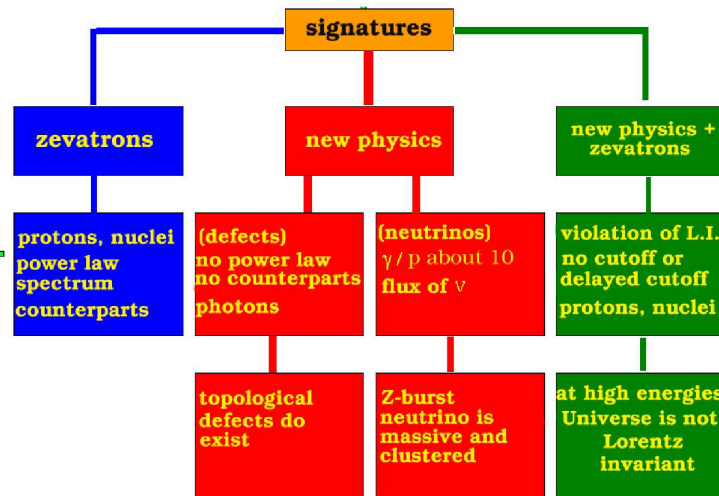 signatures
zevatrons
new physics
new physics +
zevatrons
protons, nuclei
power law
spectrum
counterparts
(defects)
no power law
no counterparts
photons
(neutrinos)
γ / p about 10
flux of ν
violation of L.I.
no cutoff or
delayed cutoff
protons, nuclei
topological
defects do
exist
Z-burst
neutrino is
massive and
clustered
at high energies
Universe is not
Lorentz
invariant